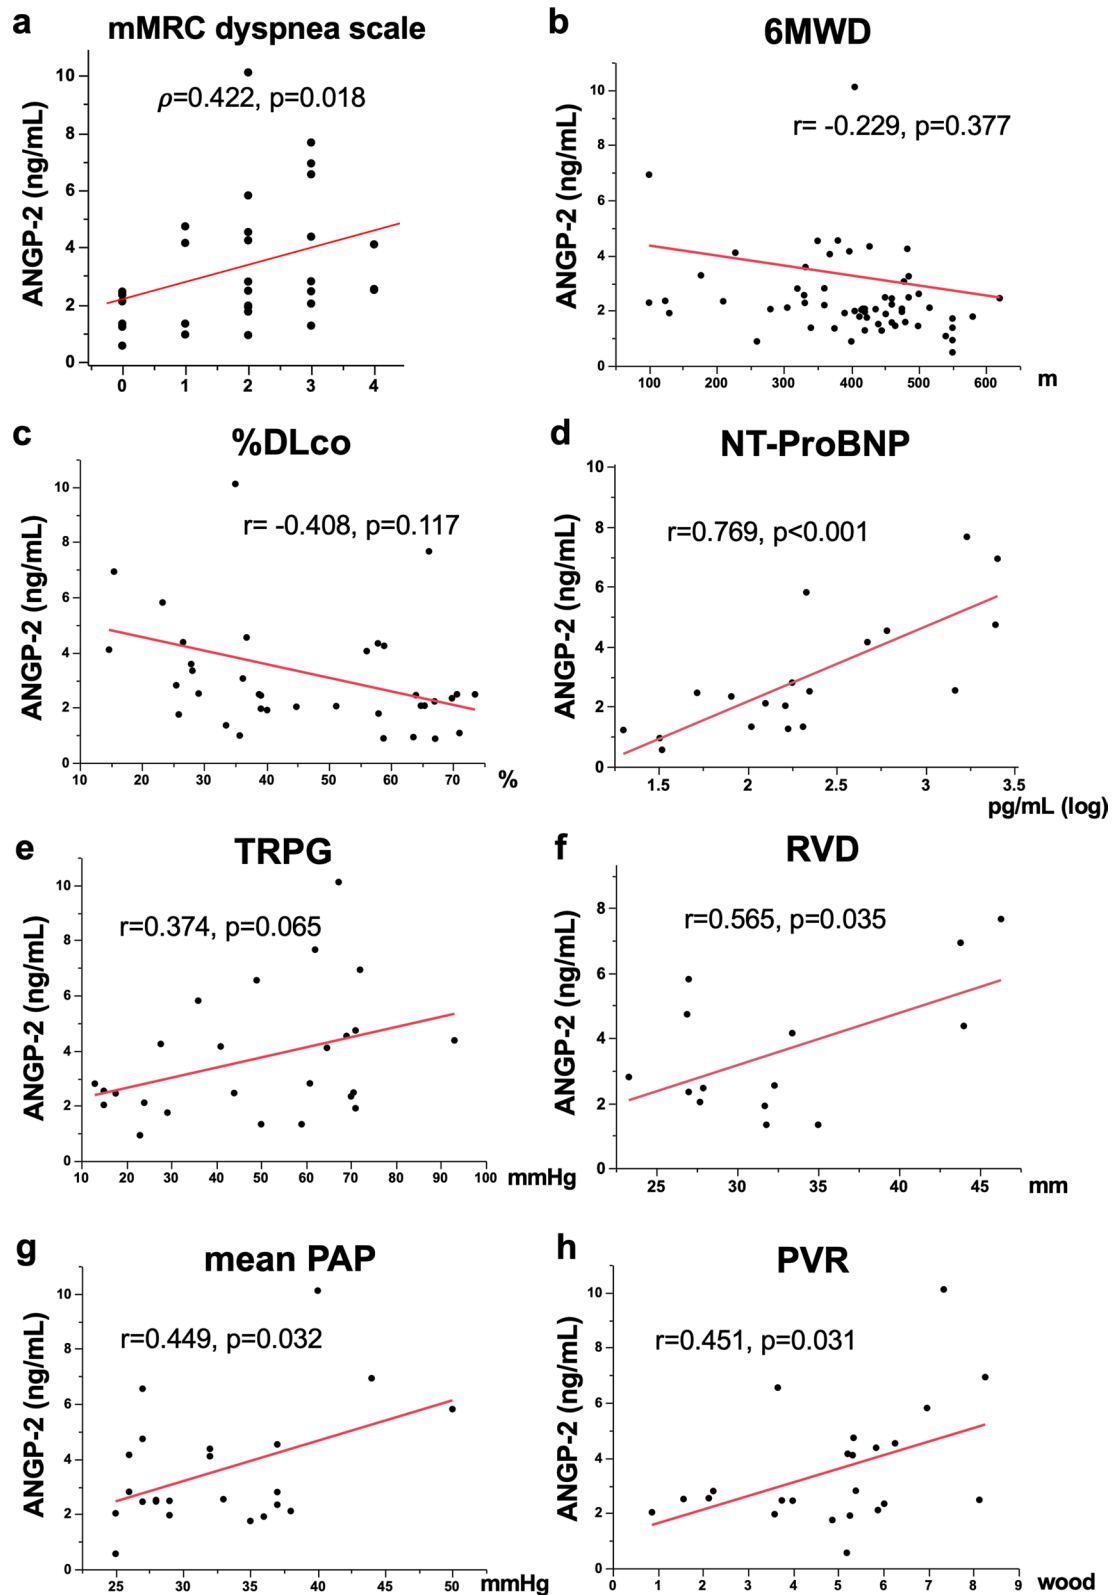 a
mMRC dyspnea scale
ρ=0.422, p=0.018
ANGP-2 (ng/mL)
10
8
6
4
2
0
0 1 2 3 4
b
6MWD
r= -0.229, p=0.377
ANGP-2 (ng/mL)
10
8
6
4
2
0
100 200 300 400 500 600 m
c
%DLco
r= -0.408, p=0.117
ANGP-2 (ng/mL)
10
8
6
4
2
0
10 20 30 40 50 60 70 %
d
NT-ProBNP
r=0.769, p<0.001
ANGP-2 (ng/mL)
10
8
6
4
2
0
1.5 2 2.5 3 3.5
pg/mL (log)
e
TRPG
r=0.374, p=0.065
ANGP-2 (ng/mL)
10
8
6
4
2
0
10 20 30 40 50 60 70 80 90 100 mmHg
f
RVD
r=0.565, p=0.035
ANGP-2 (ng/mL)
8
6
4
2
0
25 30 35 40 45 mm
g
mean PAP
r=0.449, p=0.032
ANGP-2 (ng/mL)
10
8
6
4
2
0
25 30 35 40 45 50 mmHg
h
PVR
r=0.451, p=0.031
ANGP-2 (ng/mL)
10
8
6
4
2
0
0 1 2 3 4 5 6 7 8 9 wood